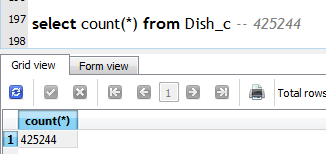 197 select count(*) from Dish_c -- 425244
198
Grid view Form view
1 Total rows
count(*)
1 425244